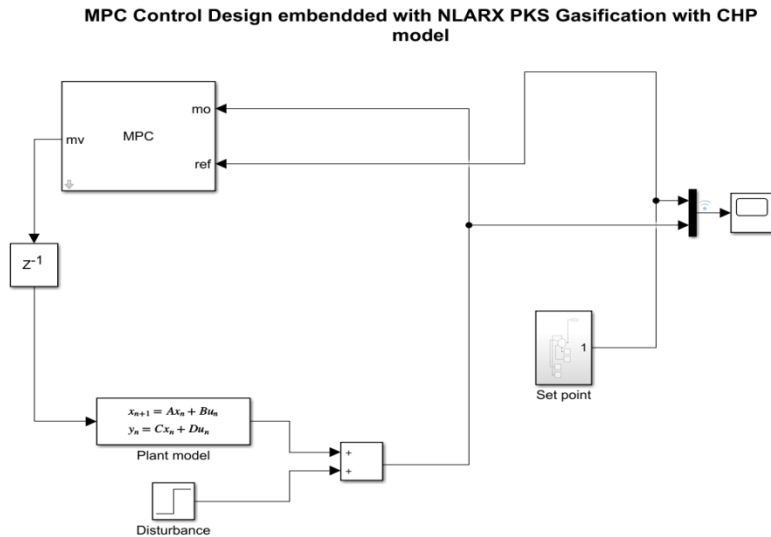 MPC Control Design embendded with NLARX PKS Gasification with CHP
model
mo
mv
MPC
ref
Z⁻¹
1
Set point
xₙ₊₁ = Axₙ + Buₙ
yₙ = Cxₙ + Duₙ
Plant model
+
+
Disturbance